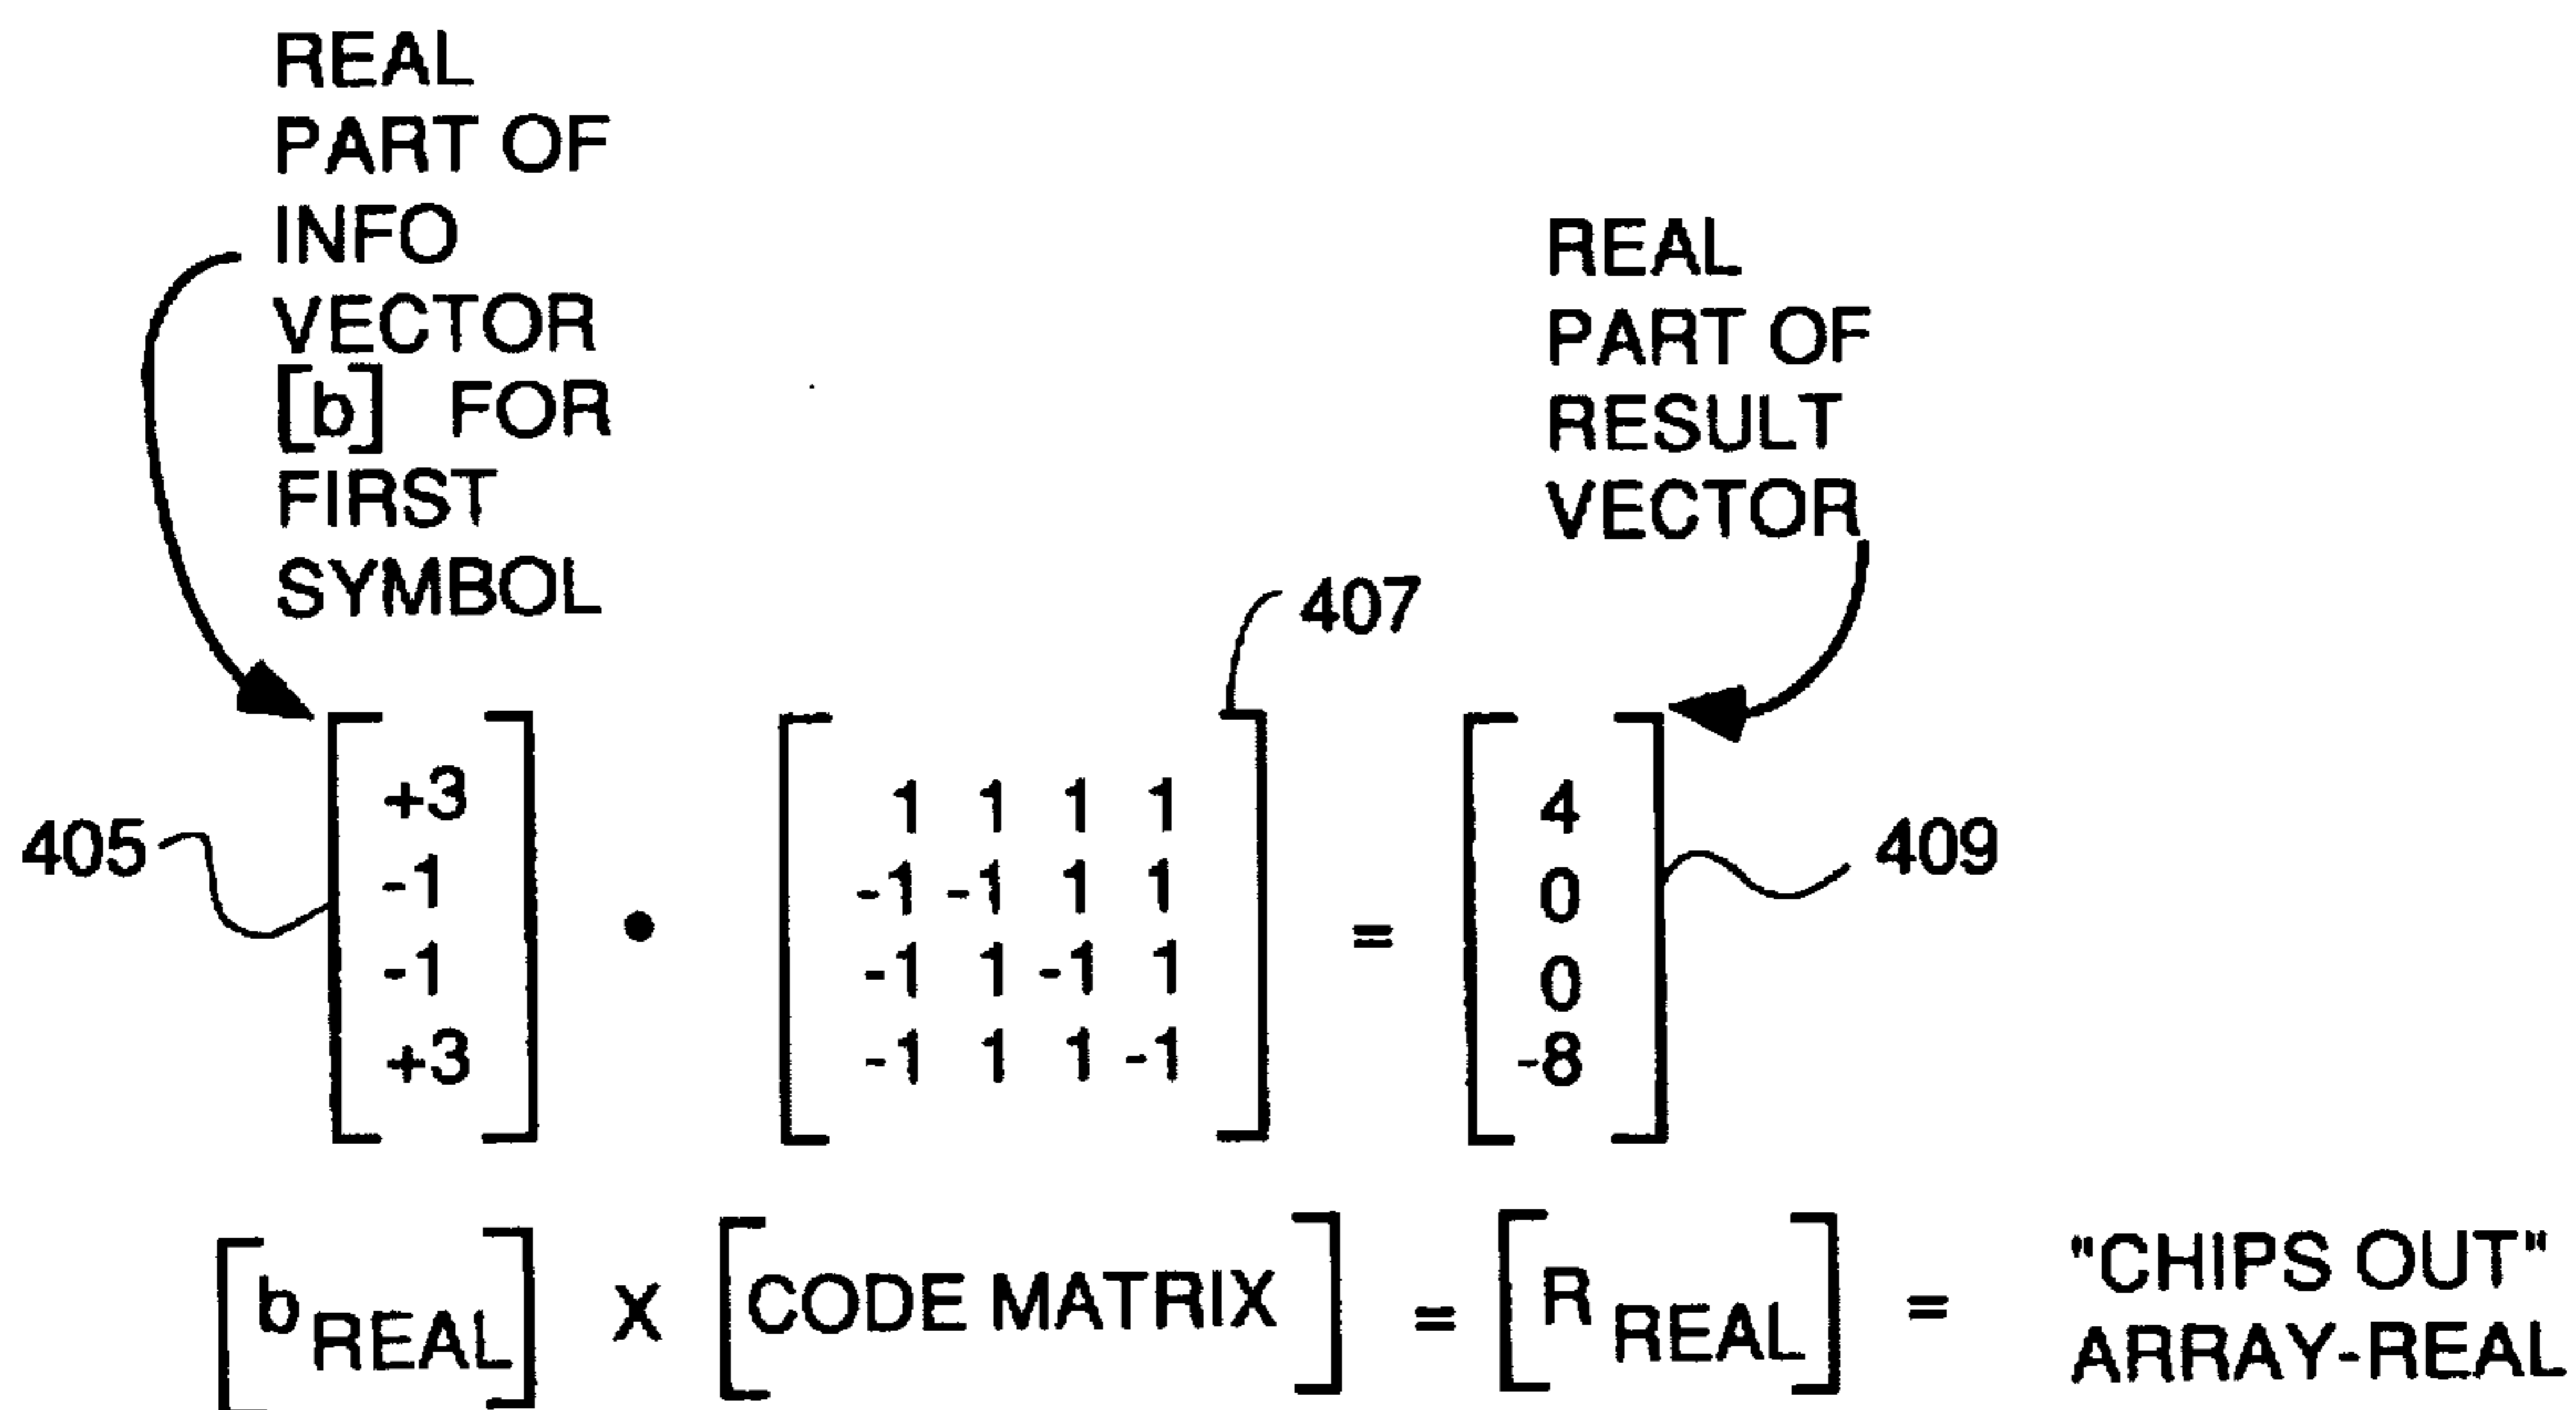 REAL
PART OF
INFO
VECTOR
[b] FOR
FIRST
SYMBOL
REAL
PART OF
RESULT
VECTOR
407
405
+3
-1
-1
+3
•
1 1 1 1
-1 -1 1 1
-1 1 -1 1
-1 1 1 -1
=
4
0
0
-8
409
[b REAL] X [CODE MATRIX] = [R REAL] = "CHIPS OUT"
ARRAY-REAL